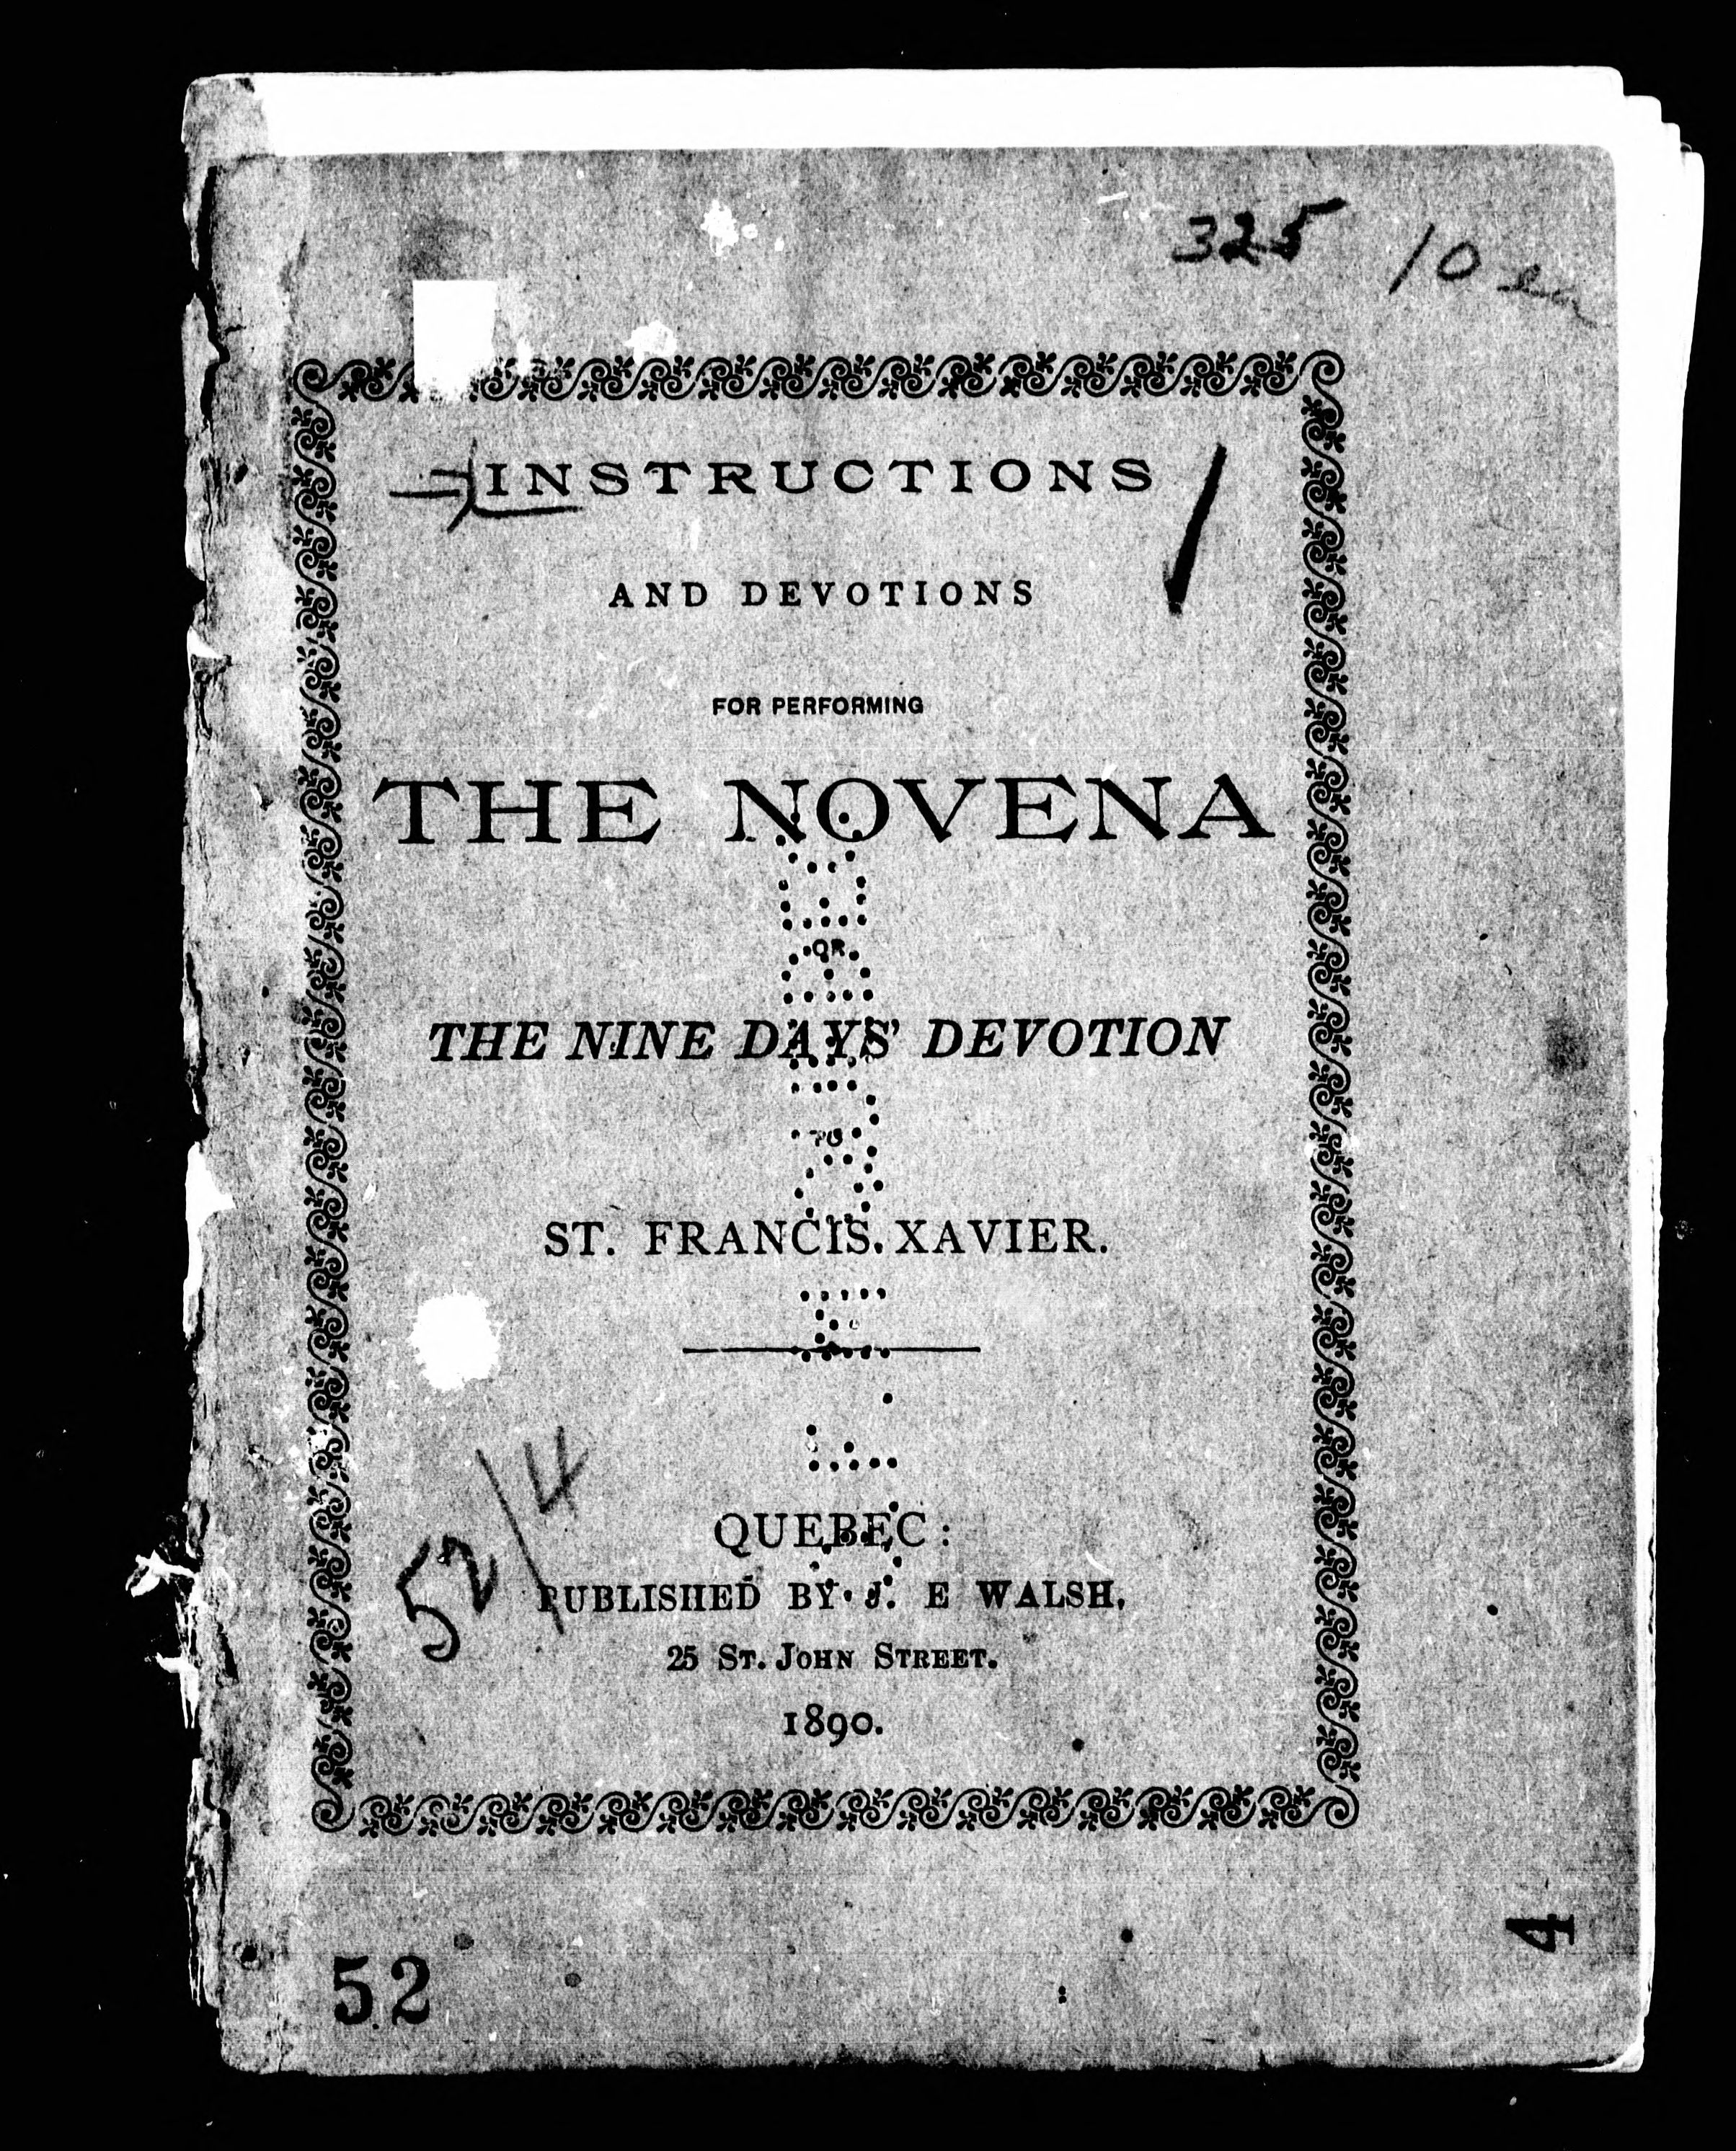 325 10 ea
INSTRUCTIONS
AND DEVOTIONS
FOR PERFORMING
THE NOVENA
OR
THE NINE DAYS' DEVOTION
TO
ST. FRANCIS XAVIER.
QUEBEC:
PUBLISHED BY J. E WALSH,
25 ST. JOHN STREET.
1890.
52/4
52
4